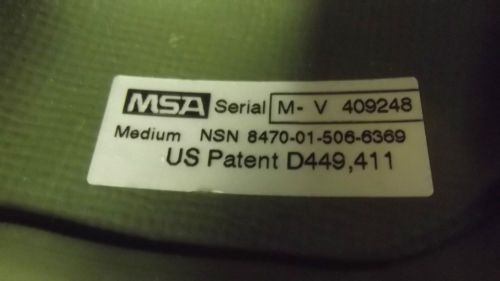 MSA Serial M- V 409248
Medium NSN 8470-01-506-6369
US Patent D449,411